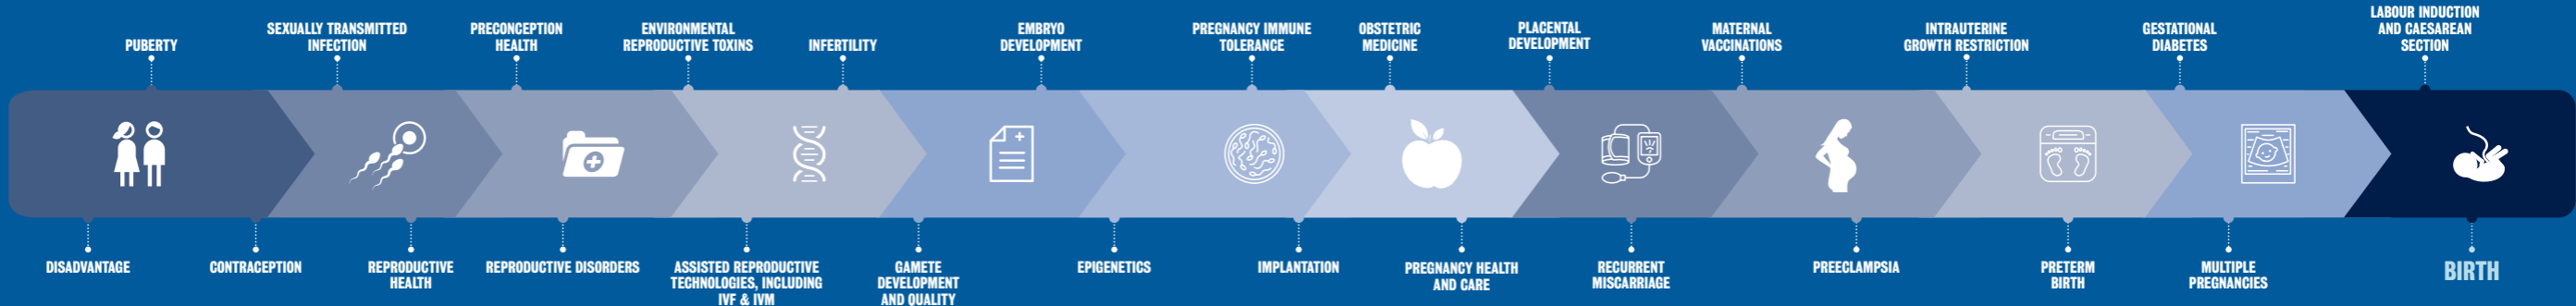 PUBERTY
SEXUALLY TRANSMITTED
INFECTION
PRECONCEPTION
HEALTH
ENVIRONMENTAL
REPRODUCTIVE TOXINS
INFERTILITY
EMBRYO
DEVELOPMENT
PREGNANCY IMMUNE
TOLERANCE
OBSTETRIC
MEDICINE
PLACENTAL
DEVELOPMENT
MATERNAL
VACCINATIONS
INTRAUTERINE
GROWTH RESTRICTION
GESTATIONAL
DIABETES
LABOUR INDUCTION
AND CAESAREAN
SECTION
DISADVANTAGE
CONTRACEPTION
REPRODUCTIVE
HEALTH
REPRODUCTIVE DISORDERS
ASSISTED REPRODUCTIVE
TECHNOLOGIES, INCLUDING
IVF & IVM
GAMETE
DEVELOPMENT
AND QUALITY
EPIGENETICS
IMPLANTATION
PREGNANCY HEALTH
AND CARE
RECURRENT
MISCARRIAGE
PREECLAMPSIA
PRETERM
BIRTH
MULTIPLE
PREGNANCIES
BIRTH